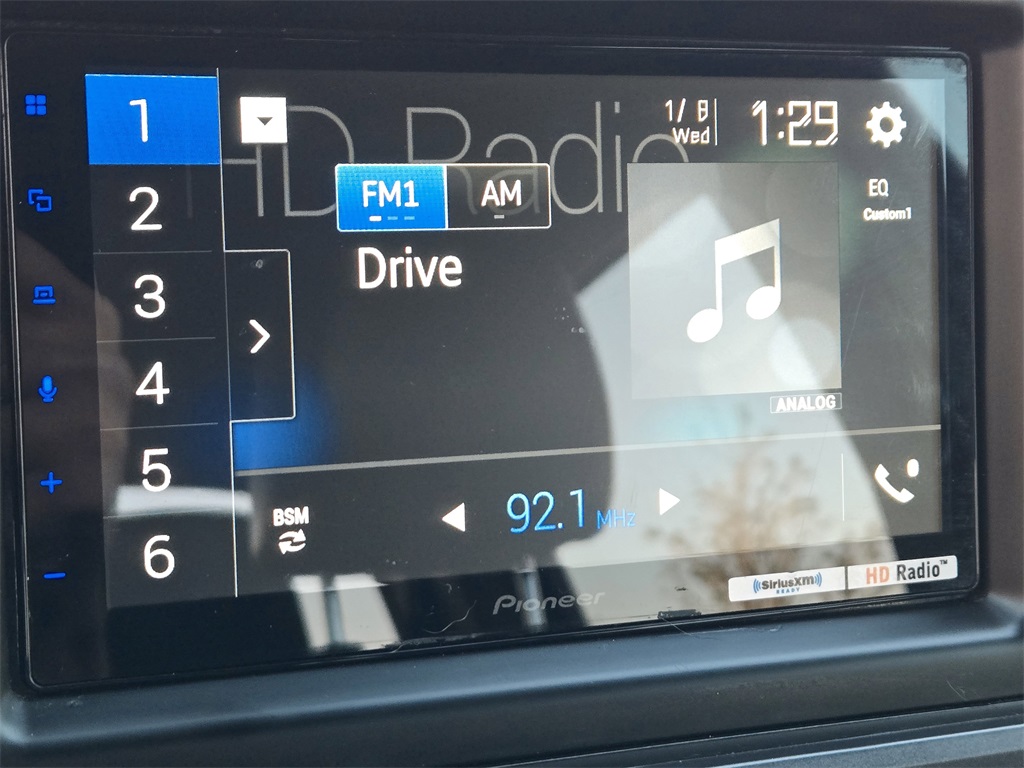 1
2
3
4
5
6
HD Radio
1/ 8
Wed
1:29
FM1
AM
EQ
Custom1
Drive
ANALOG
BSM
92.1 MHz
Pioneer
SiriusXM
READY
HD Radio™